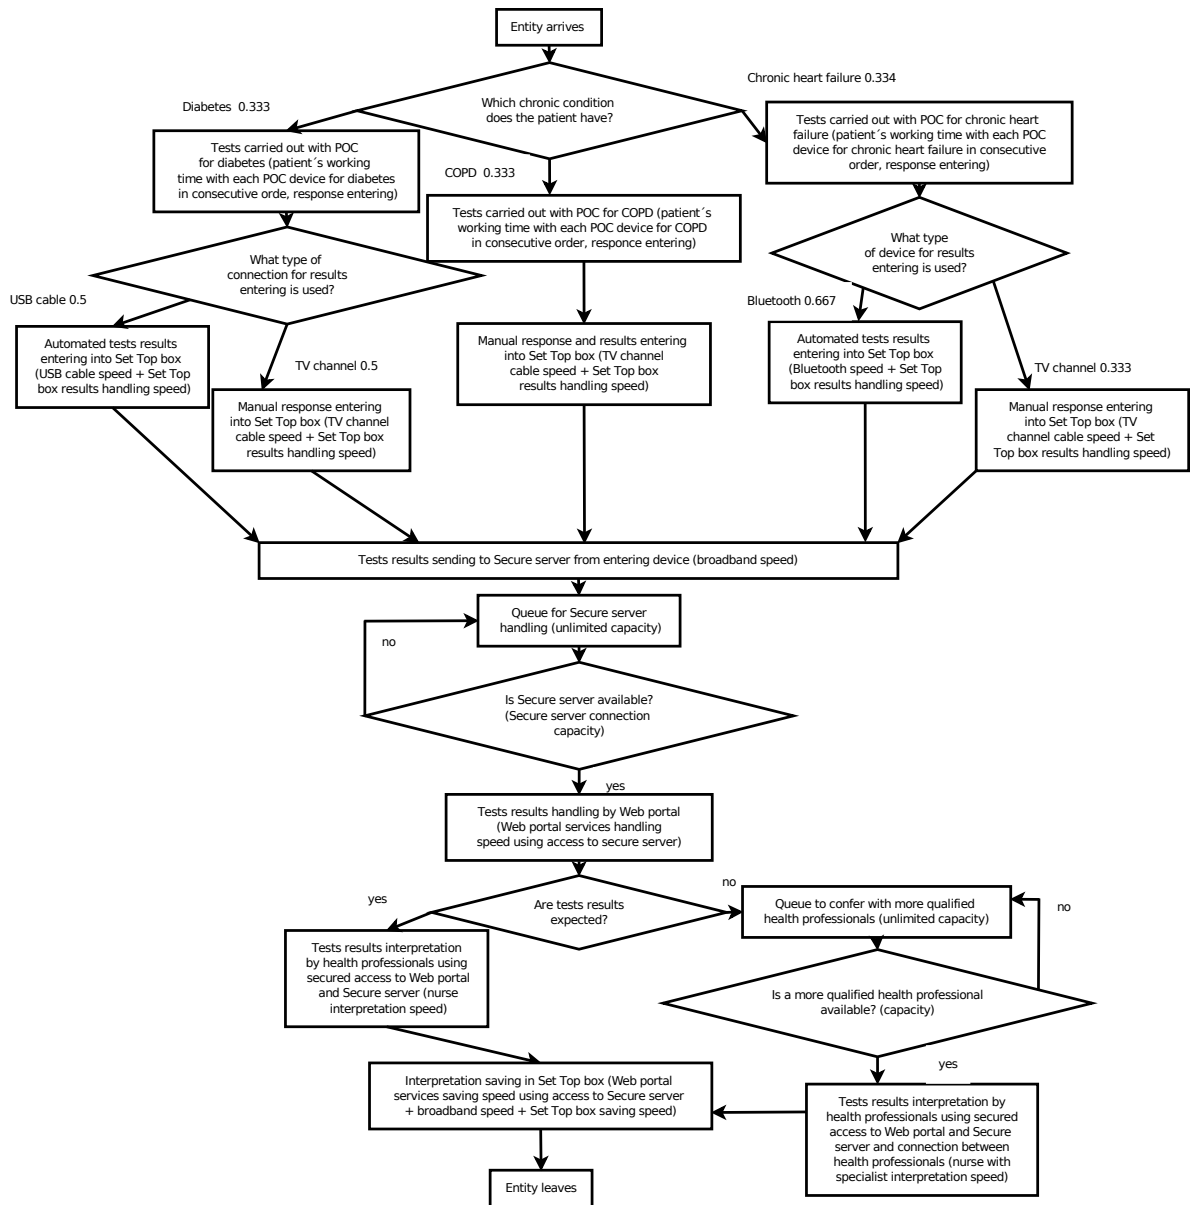 Entity arrives
Which chronic condition
does the patient have?
Chronic heart failure 0.334
Diabetes  0.333
Tests carried out with POC
for diabetes (patient´s working
time with each POC device for diabetes
in consecutive orde, response entering)
COPD  0.333
Tests carried out with POC for COPD (patient´s
working time with each POC device for COPD
in consecutive order, responce entering)
Tests carried out with POC for chronic heart
failure (patient´s working time with each POC
device for chronic heart failure in consecutive
order, response entering)
What type of
connection for results
entering is used?
What type
of device for results
entering is used?
USB cable 0.5
Automated tests results
entering into Set Top box
(USB cable speed + Set Top
box results handling speed)
TV channel 0.5
Manual response entering
into Set Top box (TV channel
cable speed + Set Top box
results handling speed)
Manual response and results entering
into Set Top box (TV channel
cable speed + Set Top box
results handling speed)
Bluetooth 0.667
Automated tests results
entering into Set Top box
(Bluetooth speed + Set Top
box results handling speed)
TV channel 0.333
Manual response entering
into Set Top box (TV
channel cable speed + Set
Top box results handling speed)
Tests results sending to Secure server from entering device (broadband speed)
Queue for Secure server
handling (unlimited capacity)
no
Is Secure server available?
(Secure server connection
capacity)
yes
Tests results handling by Web portal
(Web portal services handling
speed using access to secure server)
Are tests results
expected?
yes
no
Queue to confer with more qualified
health professionals (unlimited capacity)
no
Tests results interpretation
by health professionals using
secured access to Web portal
and Secure server (nurse
interpretation speed)
Is a more qualified health professional
available? (capacity)
yes
Interpretation saving in Set Top box (Web portal
services saving speed using access to Secure server
+ broadband speed + Set Top box saving speed)
Tests results interpretation by
health professionals using secured
access to Web portal and Secure
server and connection between
health professionals (nurse with
specialist interpretation speed)
Entity leaves